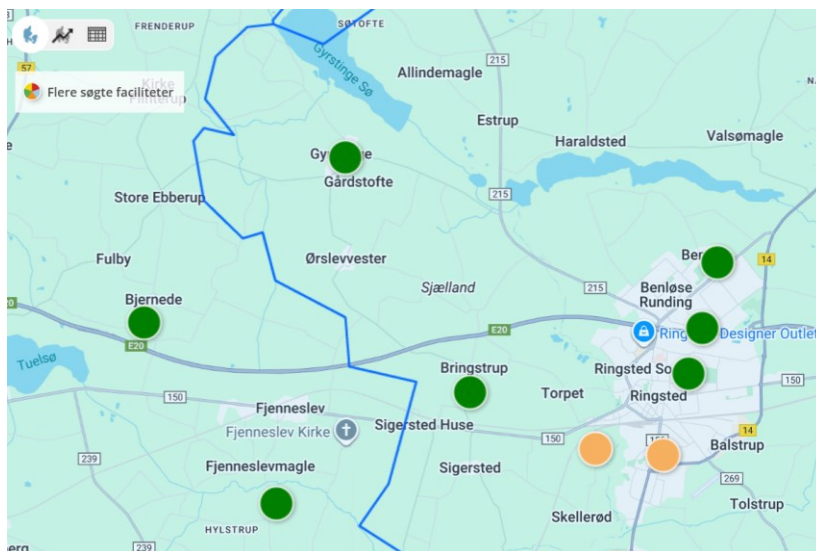 SØTOFTE
FRENDERUP
57
Flere søgte faciliteter
Kirke
Flinterup
Gyrstinge Sø
215
Allindemagle
Estrup
Haraldsted
Valsømagle
Gårdstofte
215
Store Ebberup
Fulby
Ørslevvester
Sjælland
14
Benløse
Runding
215
Bjernede
E20
E20
Designer Outlet
Tuelsø
Bringstrup
Ringsted
Torpet
150
150
Fjenneslev
Fjenneslev Kirke
Sigersted Huse
150
14
Balstrup
239
Fjenneslevmagle
Sigersted
269
Tolstrup
Skellerød
HYLSTRUP
239